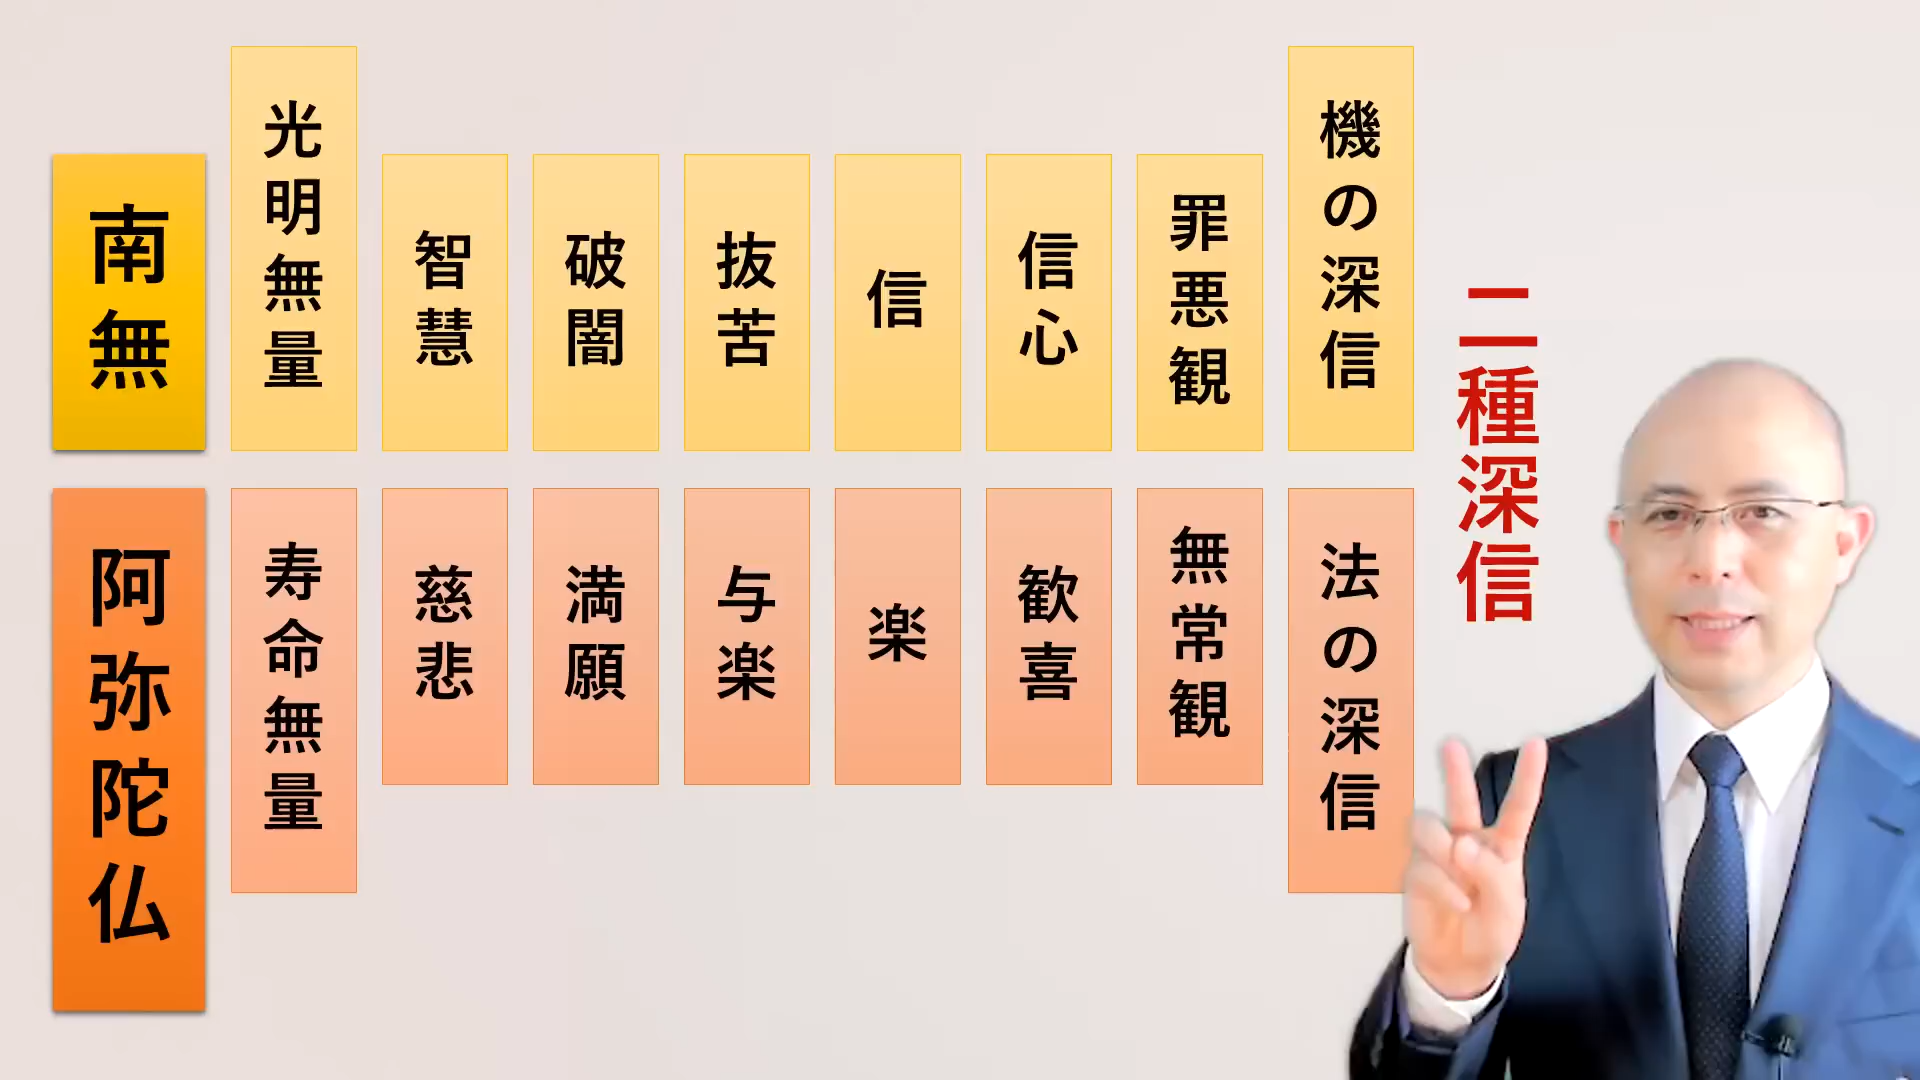 南無
阿弥陀仏
光明無量
寿命無量
智慧
慈悲
破闇
満願
抜苦
与楽
信
楽
信心
歓喜
罪悪観
無常観
機の深信
法の深信
二種深信